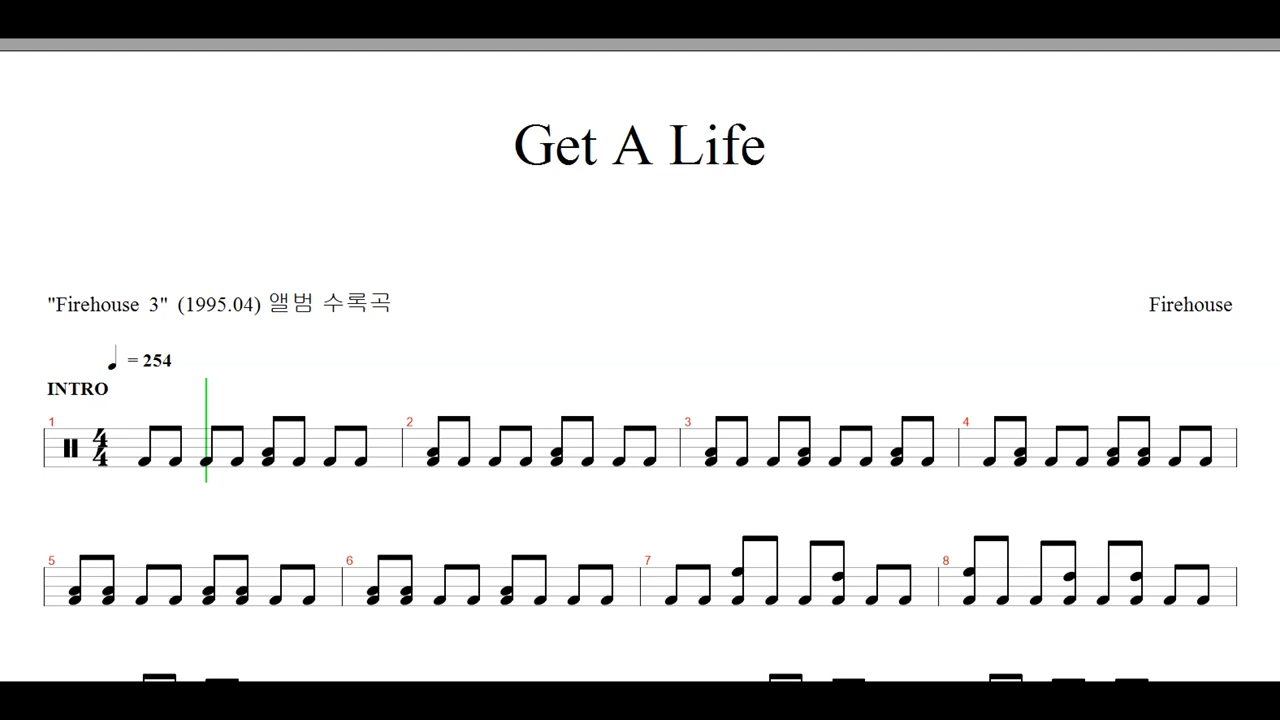 Get A Life
"Firehouse 3" (1995.04) 앨범 수록곡 Firehouse
♩ = 254
INTRO
1 2 3 4
4
4
5 6 7 8